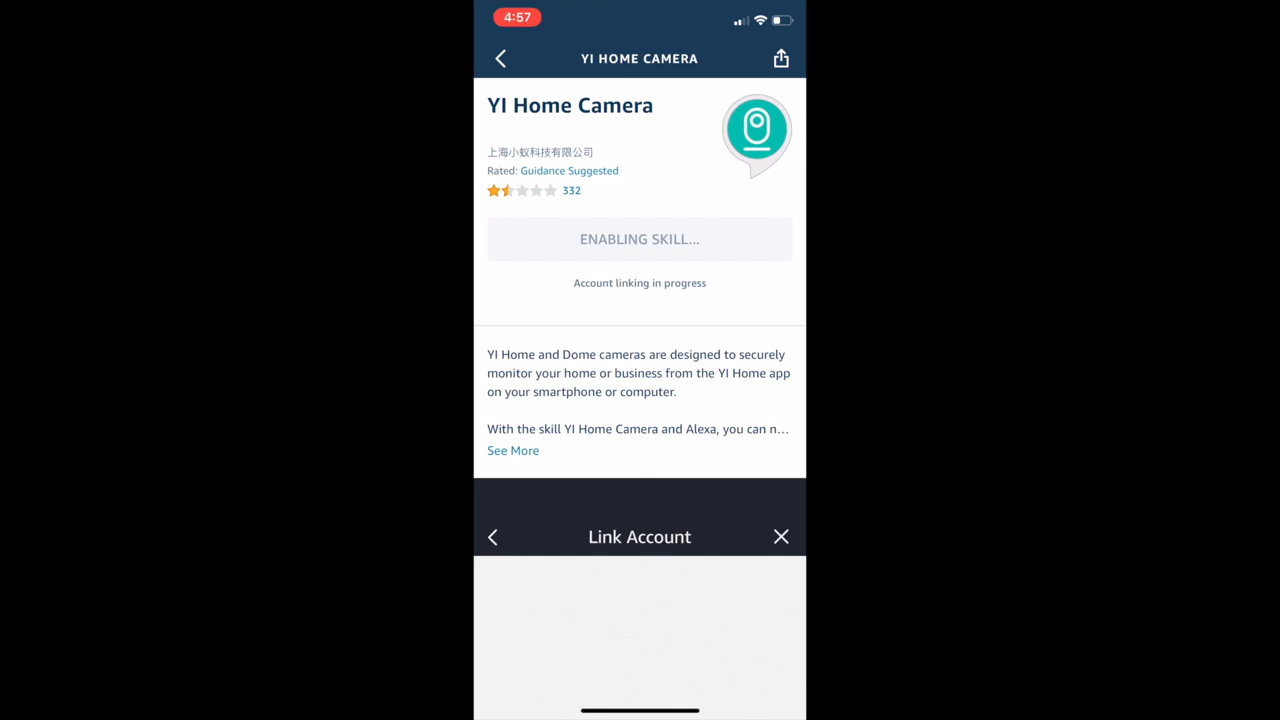 4:57
YI HOME CAMERA
YI Home Camera
上海小蚁科技有限公司
Rated: Guidance Suggested
332
ENABLING SKILL...
Account linking in progress
YI Home and Dome cameras are designed to securely
monitor your home or business from the YI Home app
on your smartphone or computer.
With the skill YI Home Camera and Alexa, you can n...
See More
Link Account